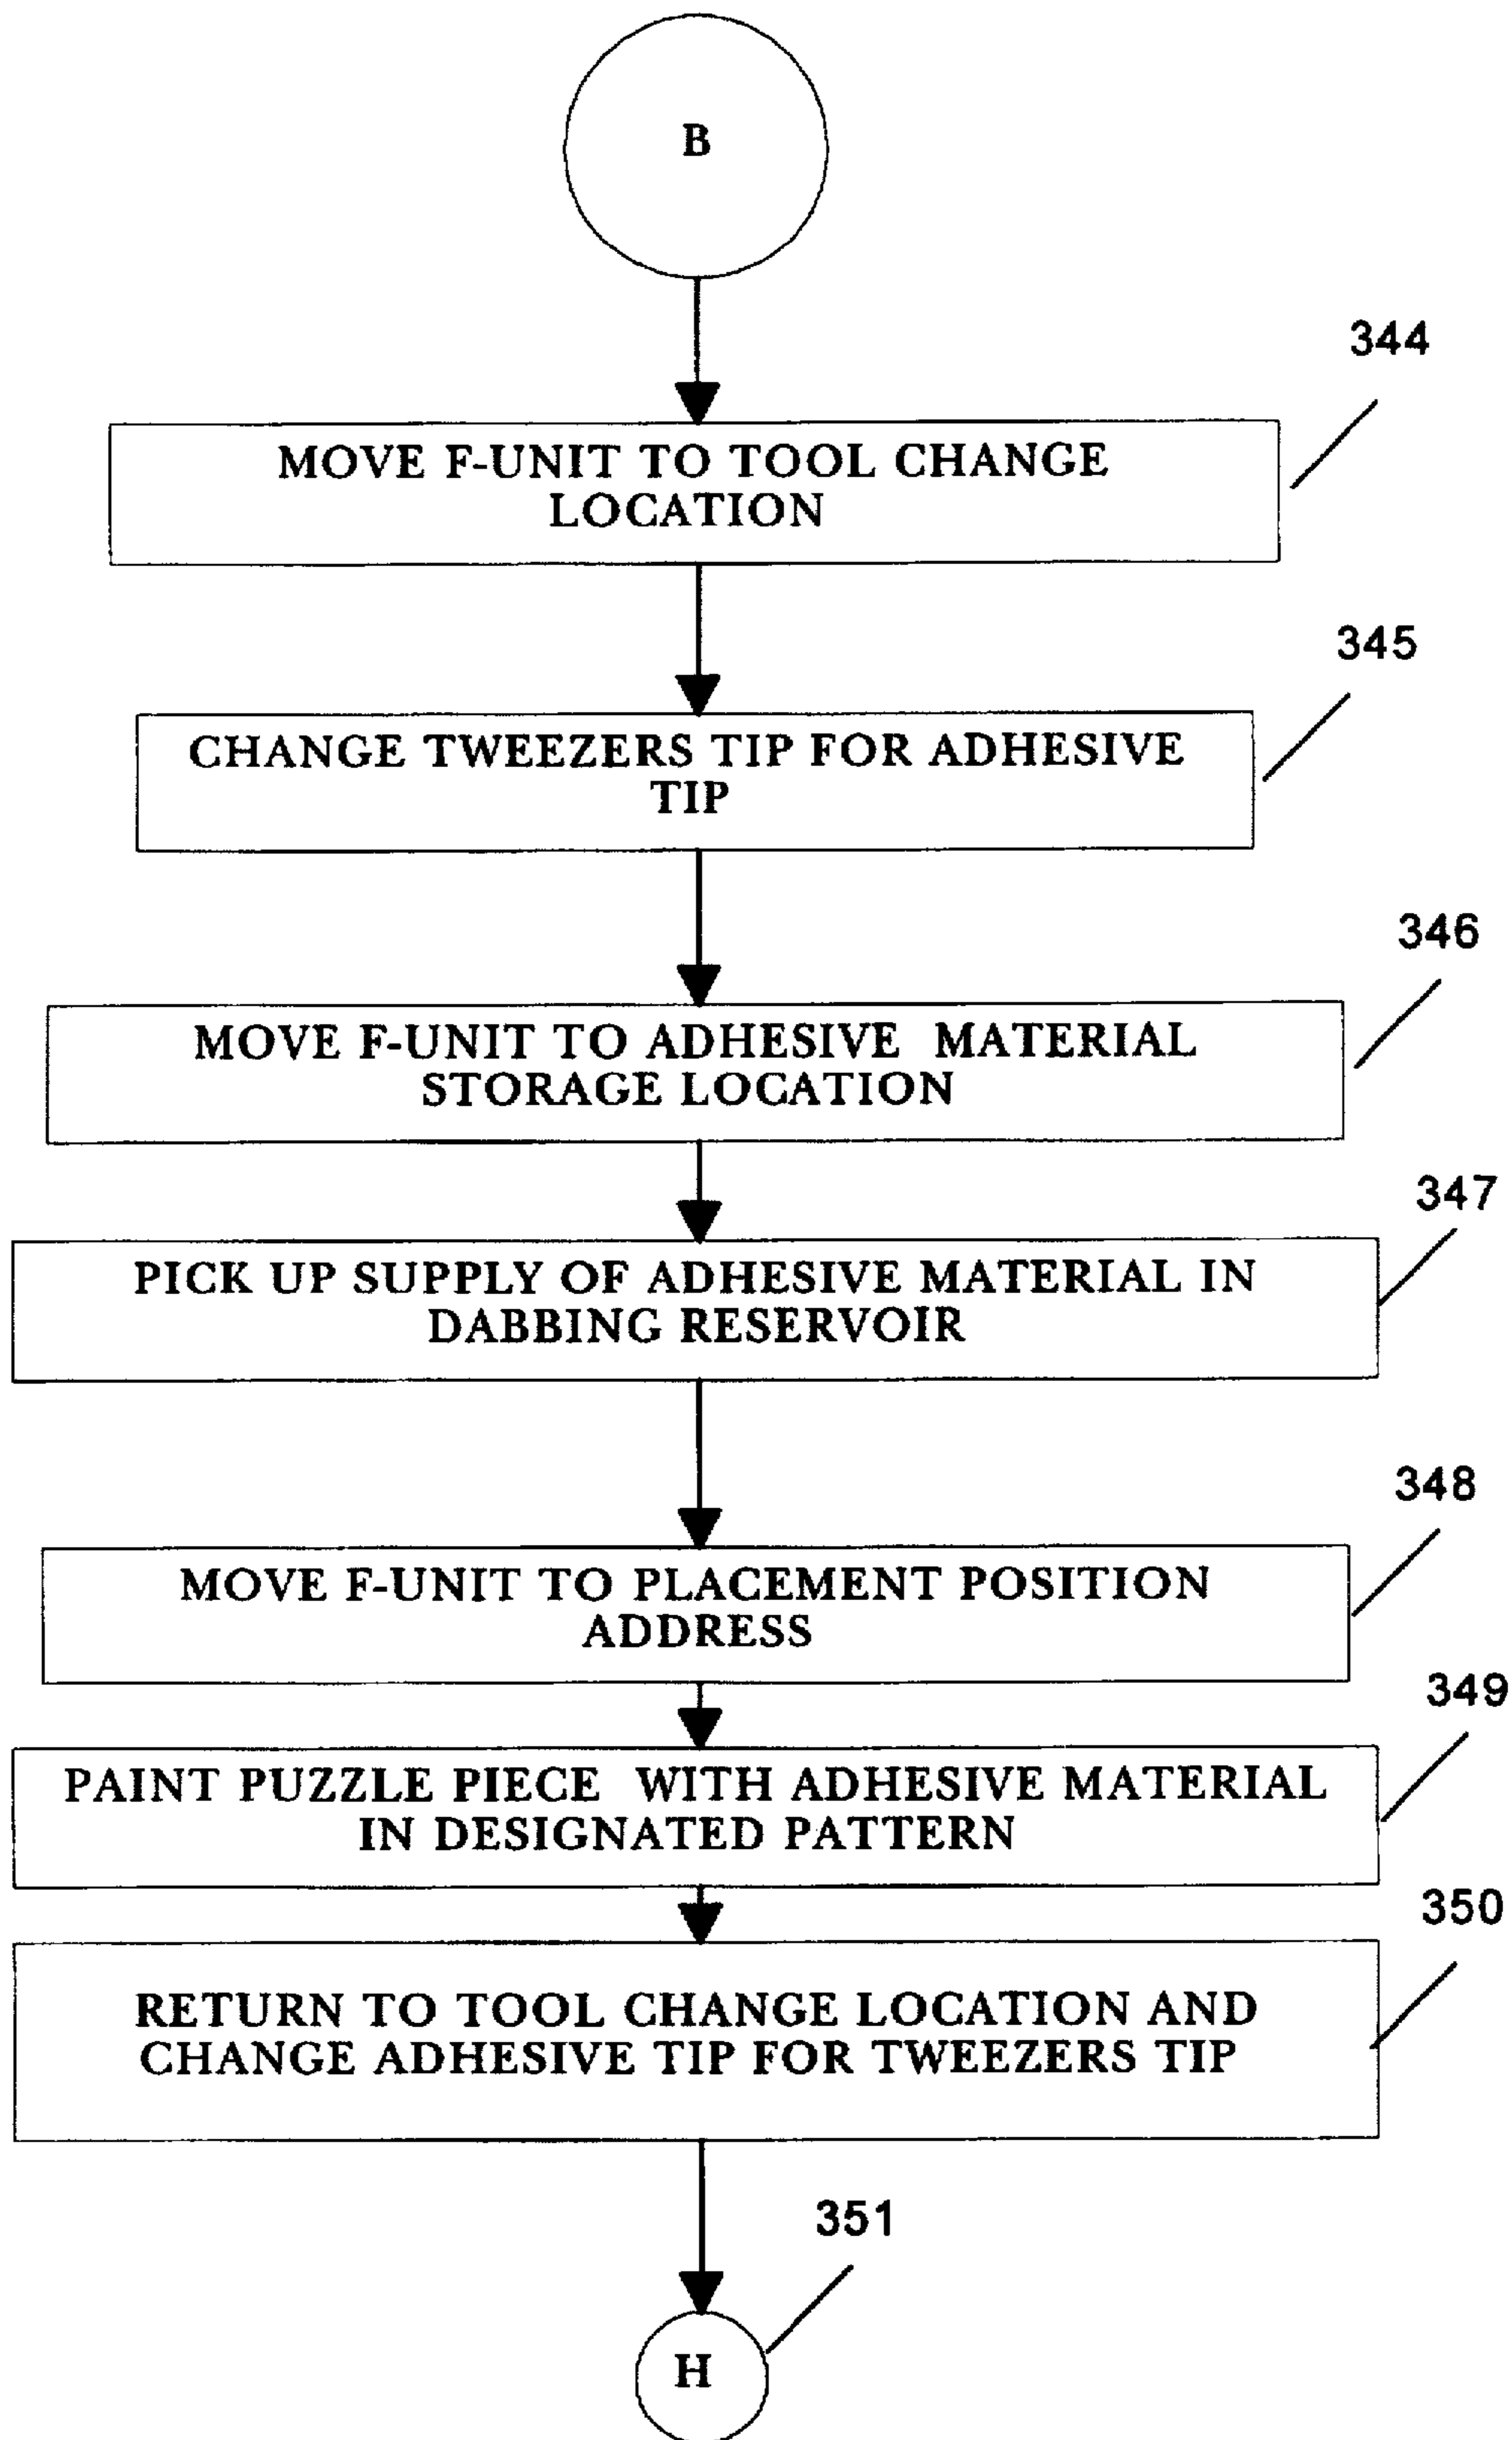 B
344
MOVE F-UNIT TO TOOL CHANGE
LOCATION
345
CHANGE TWEEZERS TIP FOR ADHESIVE
TIP
346
MOVE F-UNIT TO ADHESIVE MATERIAL
STORAGE LOCATION
347
PICK UP SUPPLY OF ADHESIVE MATERIAL IN
DABBING RESERVOIR
348
MOVE F-UNIT TO PLACEMENT POSITION
ADDRESS
349
PAINT PUZZLE PIECE WITH ADHESIVE MATERIAL
IN DESIGNATED PATTERN
350
RETURN TO TOOL CHANGE LOCATION AND
CHANGE ADHESIVE TIP FOR TWEEZERS TIP
351
H